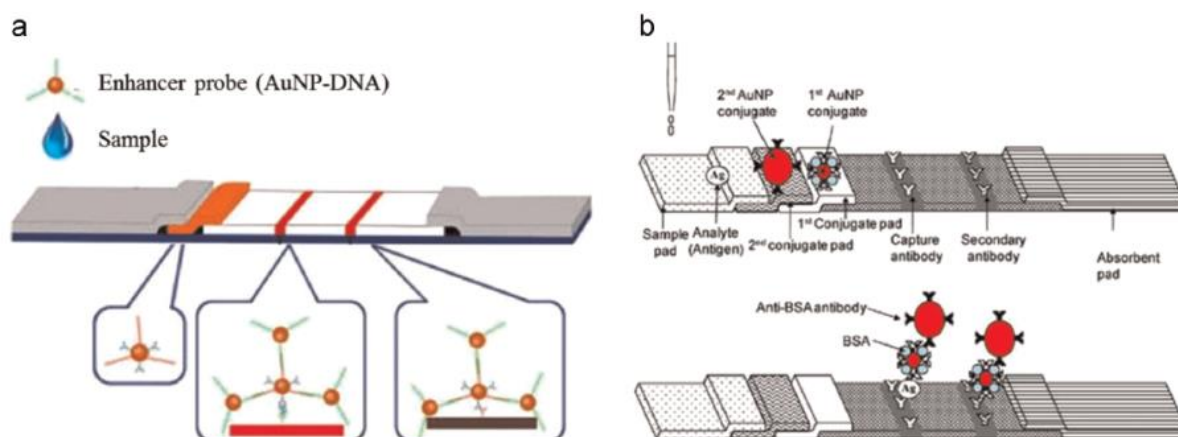 a
Enhancer probe (AuNP-DNA)
Sample
b
2nd AuNP
conjugate
1st AuNP
conjugate
Ag
Sample
pad
Analyte
(Antigen)
2nd conjugate pad
1st Conjugate pad
Capture
antibody
Secondary
antibody
Absorbent
pad
Anti-BSA antibody
BSA
Ag